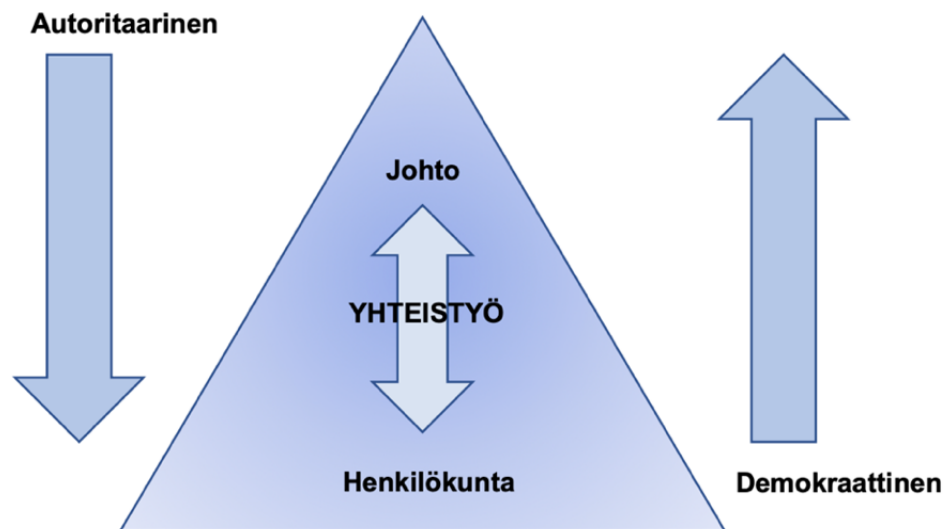 Autoritaarinen
Johto
YHTEISTYÖ
Henkilökunta
Demokraattinen